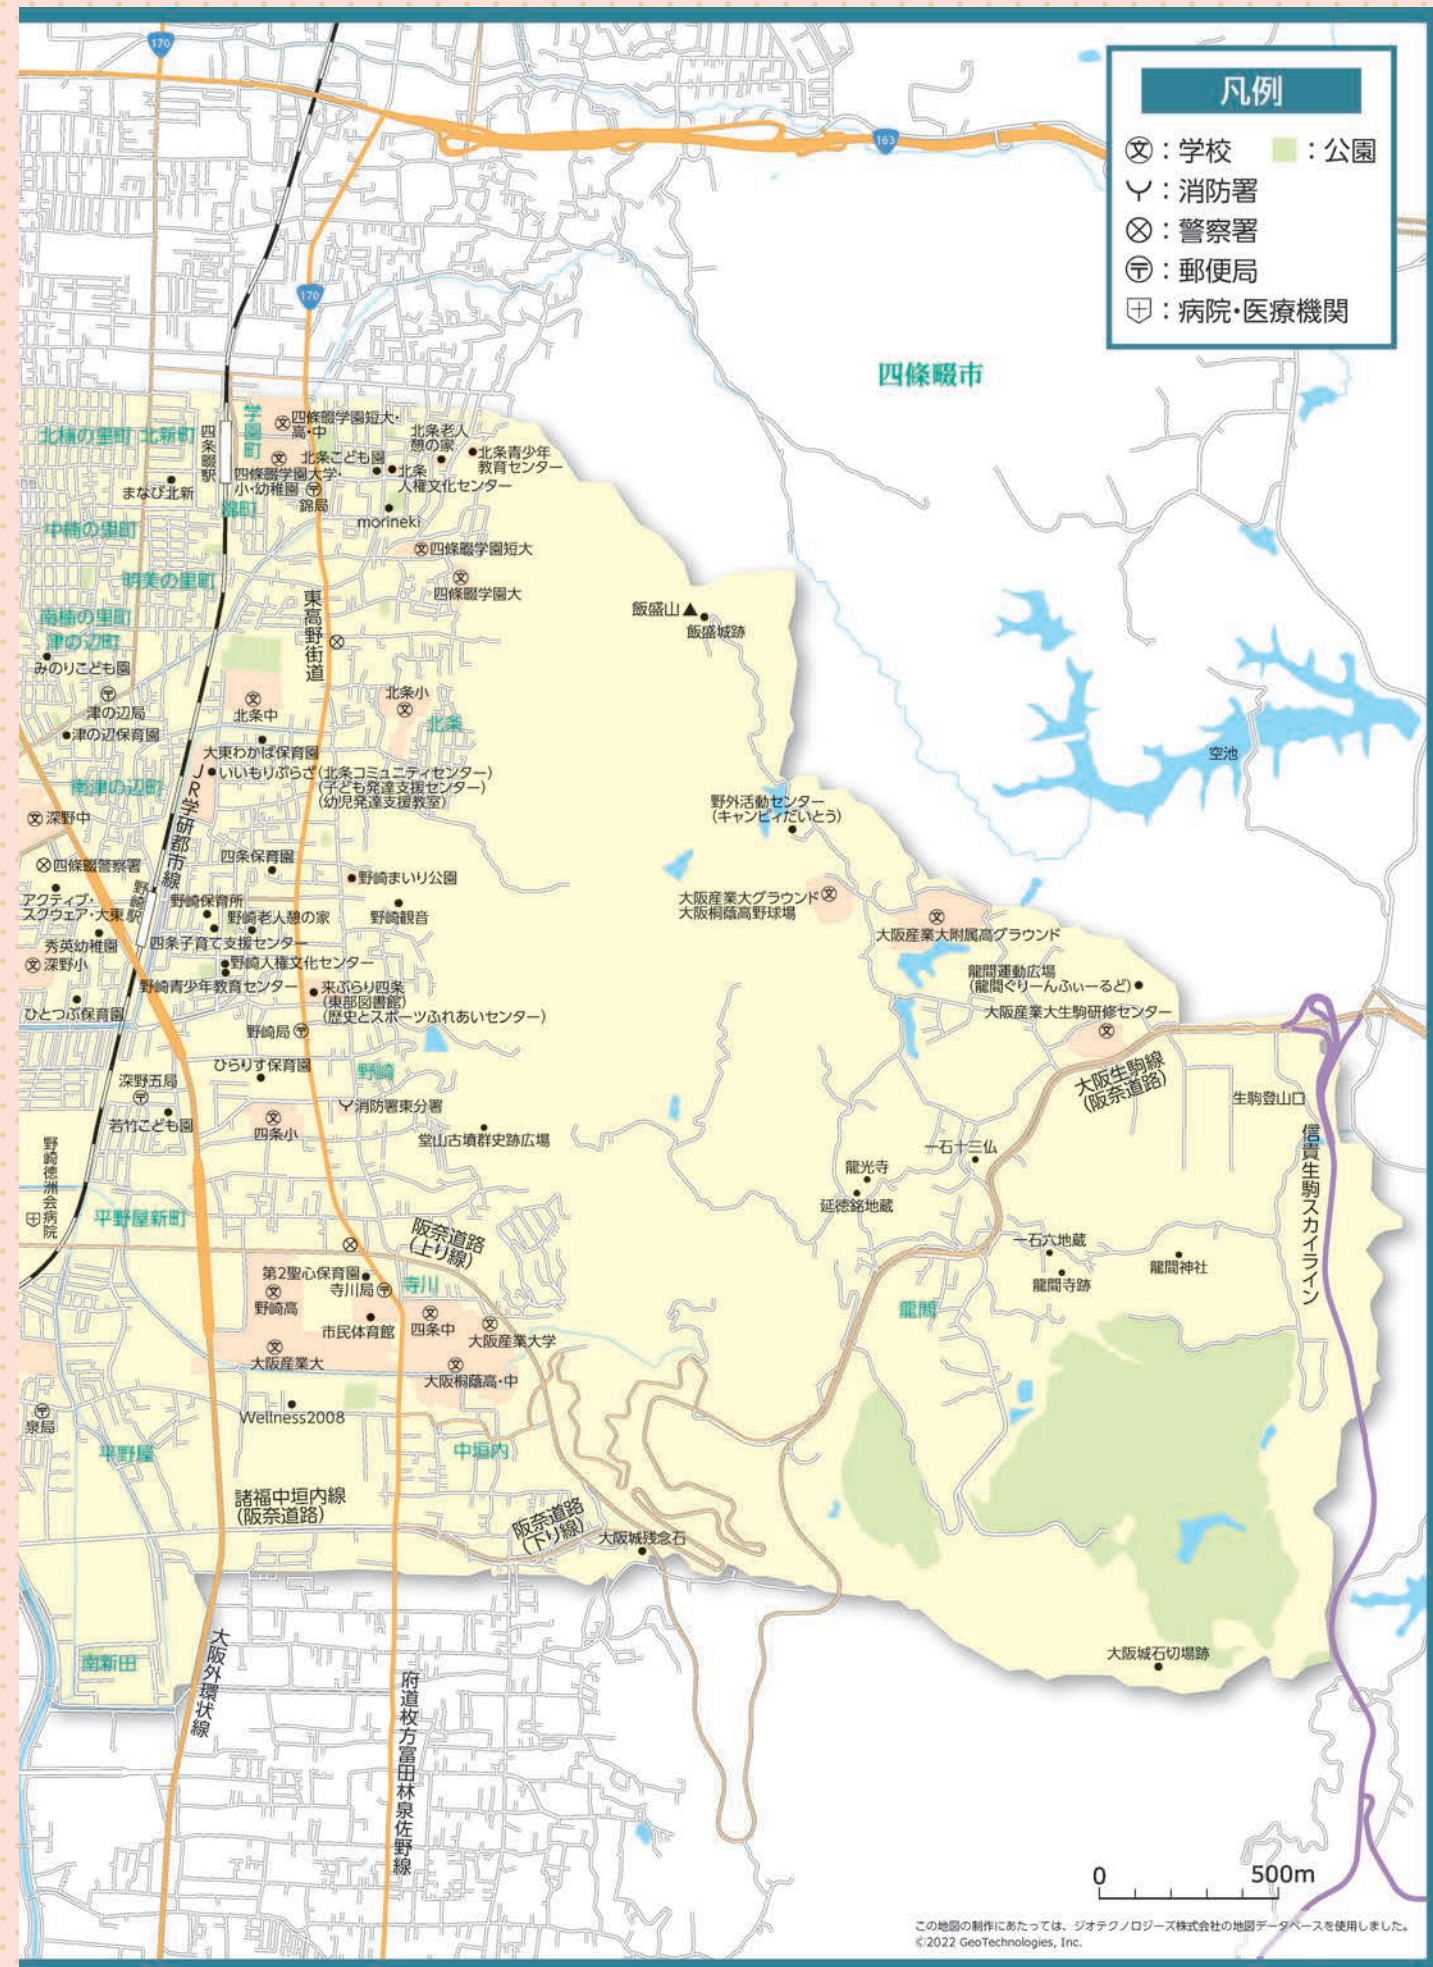 170
163
170
凡例
文：学校
：公園
：消防署
：警察署
〒：郵便局
：病院・医療機関
四條畷市
北楠の里町
北新町
四条畷駅
学園町
文 四條畷学園短大・
高・中
北条老人
憩の家
北条青少年
教育センター
北条こども園
北条
人権文化センター
文
四條畷学園大学・
小・幼稚園
〒
錦局
まなび北新
錦町
morineki
中楠の里町
文 四條畷学園短大
明美の里町
文
四條畷学園大
東高野街道
飯盛山
飯盛城跡
南楠の里町
津の辺町
みのりこども園
〒
津の辺局
津の辺保育園
文
北条中
北条小
文
北条
大東わかば保育園
いいもりぷらざ(北条コミュニティセンター)
(子ども発達支援センター)
(幼児発達支援教室)
JR学研都市線
南津の辺町
文 深野中
空池
野外活動センター
(キャンピィだいとう)
四條畷警察署
四条保育園
野崎まいり公園
アクティブ・
スクウェア・大東
野崎駅
野崎保育所
野崎老人憩の家
野崎観音
大阪産業大グラウンド 文
大阪桐蔭高野球場
文
大阪産業大附属高グラウンド
秀英幼稚園
四条子育て支援センター
文 深野小
野崎人権文化センター
野崎青少年教育センター
来ぶらり四条
(東部図書館)
(歴史とスポーツふれあいセンター)
龍間運動広場
(龍間ぐりーんふぃーるど)
大阪産業大生駒研修センター
文
ひとつぶ保育園
野崎局 〒
ひらりす保育園
野崎
深野五局
〒
若竹こども園
文
四条小
消防署東分署
堂山古墳群史跡広場
大阪生駒線
(阪奈道路)
生駒登山口
信貴生駒スカイライン
野崎徳洲会病院
一石十三仏
龍光寺
延徳銘地蔵
平野屋新町
阪奈道路
(上り線)
一石六地蔵
龍間寺跡
龍間神社
第2聖心保育園
寺川局 〒
寺川
文
野崎高
市民体育館
文
四条中
文
大阪産業大学
龍間
文
大阪産業大
文
大阪桐蔭高・中
Wellness2008
〒
泉局
平野屋
中垣内
諸福中垣内線
(阪奈道路)
阪奈道路
(下り線)
大阪城残念石
大阪城石切場跡
南新田
大阪外環状線
府道枚方富田林泉佐野線
0 500m
この地図の制作にあたっては、ジオテクノロジーズ株式会社の地図データベースを使用しました。
©2022 GeoTechnologies, Inc.